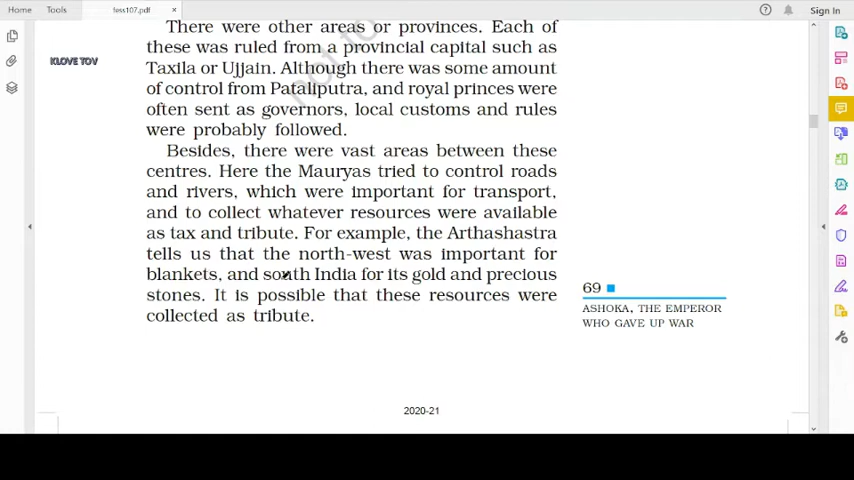 Home Tools fess107.pdf × Sign In
KLOVE TOV
not to
There were other areas or provinces. Each of
these was ruled from a provincial capital such as
Taxila or Ujjain. Although there was some amount
of control from Pataliputra, and royal princes were
often sent as governors, local customs and rules
were probably followed.
Besides, there were vast areas between these
centres. Here the Mauryas tried to control roads
and rivers, which were important for transport,
and to collect whatever resources were available
as tax and tribute. For example, the Arthashastra
tells us that the north-west was important for
blankets, and south India for its gold and precious
stones. It is possible that these resources were
collected as tribute.
69
ASHOKA, THE EMPEROR
WHO GAVE UP WAR
2020-21